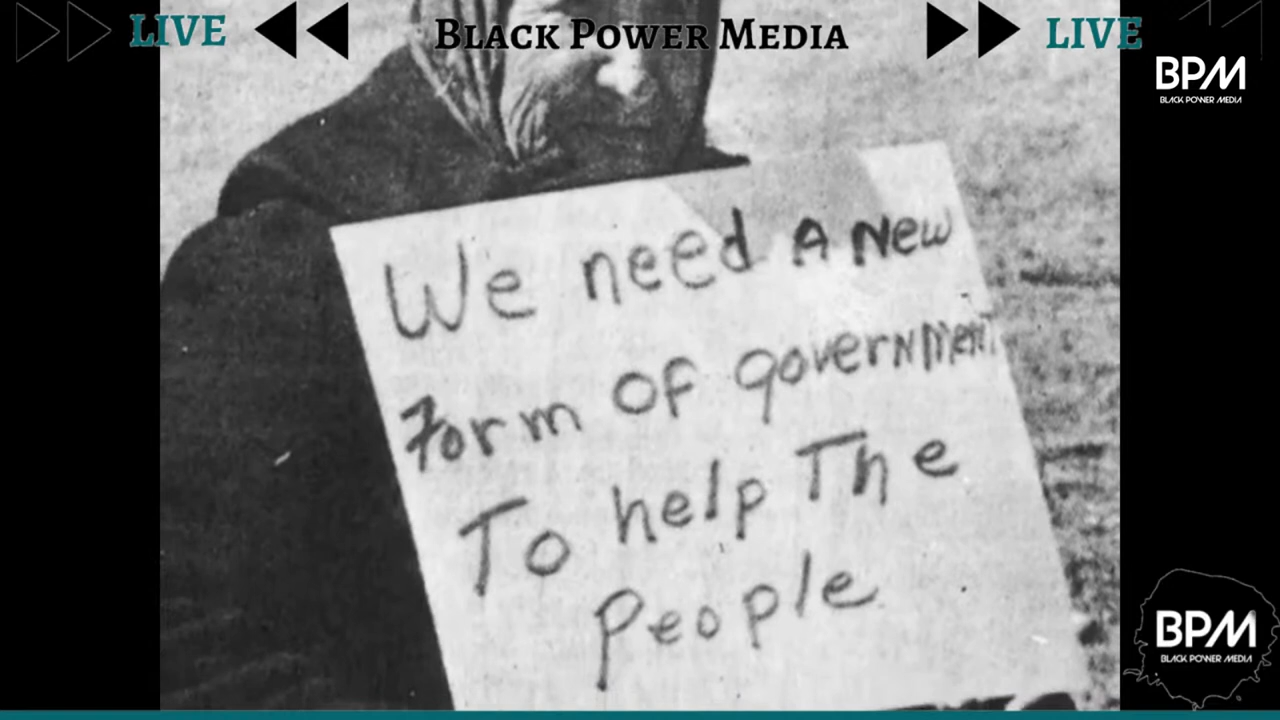 LIVE
BLACK POWER MEDIA
LIVE
BPM
BLACK POWER MEDIA
We need A New
Form of government
To help The
People
BPM
BLACK POWER MEDIA